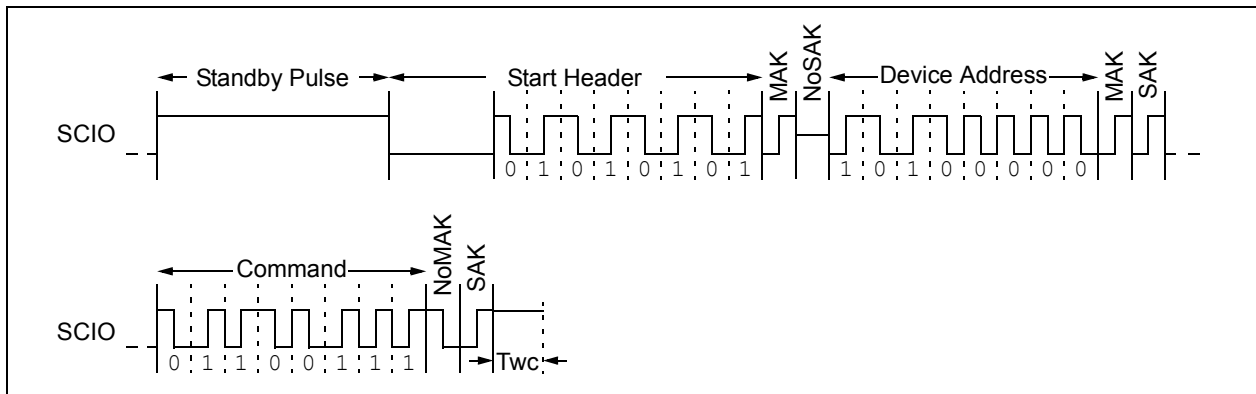 Standby Pulse Start Header MAK NoSAK Device Address MAK SAK
SCIO
0 1 0 1 0 1 0 1 1 0 1 0 0 0 0 0
Command NoMAK SAK
SCIO
0 1 1 0 0 1 1 1 Twc